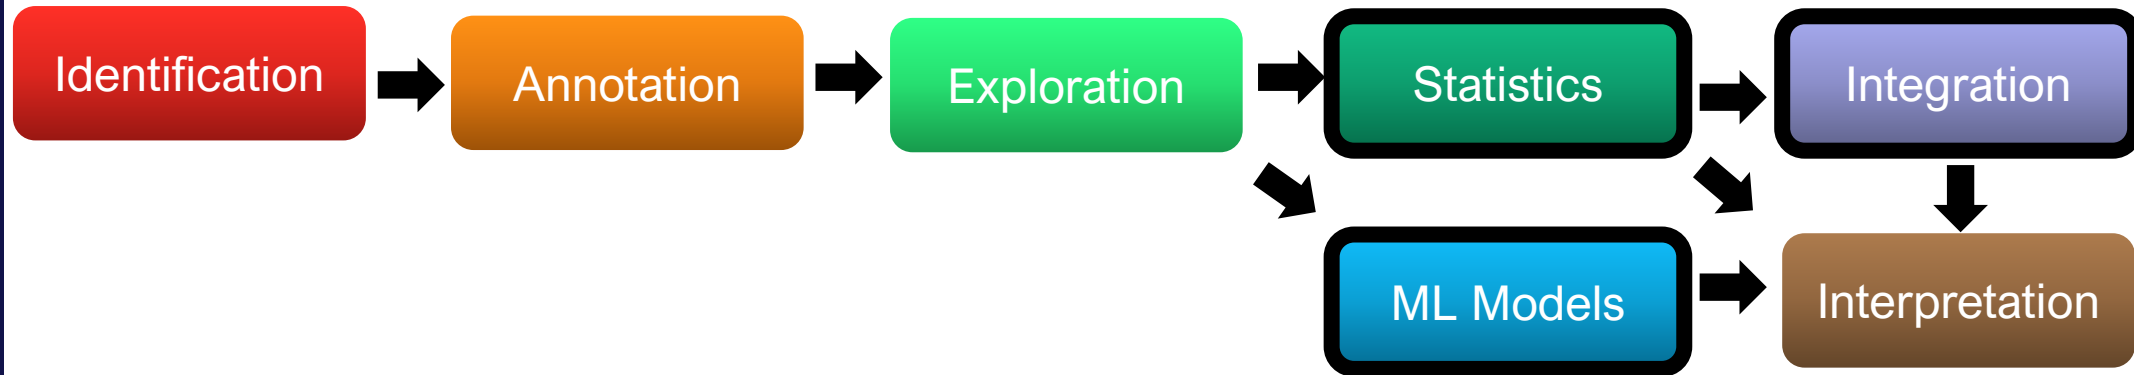 Identification
Annotation
Exploration
Statistics
Integration
ML Models
Interpretation